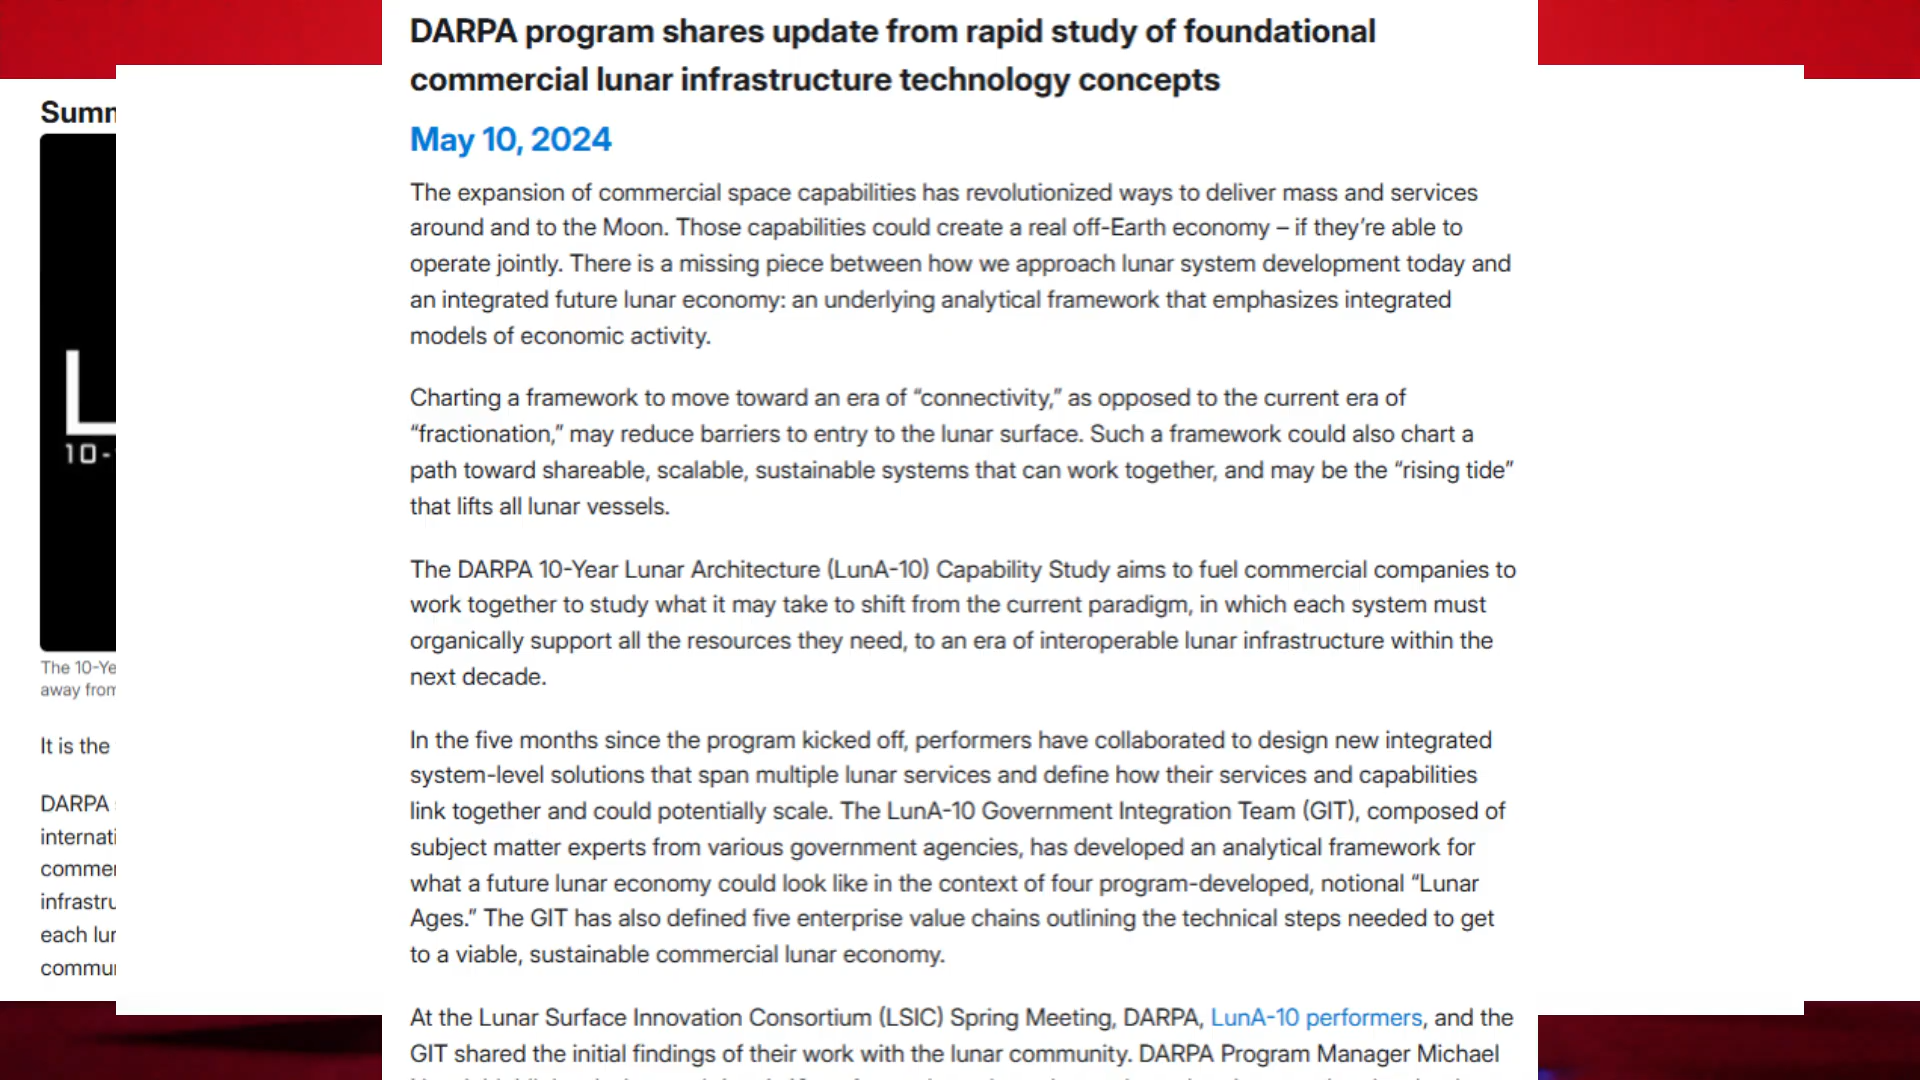 DARPA program shares update from rapid study of foundational
commercial lunar infrastructure technology concepts
May 10, 2024
The expansion of commercial space capabilities has revolutionized ways to deliver mass and services
around and to the Moon. Those capabilities could create a real off-Earth economy – if they’re able to
operate jointly. There is a missing piece between how we approach lunar system development today and
an integrated future lunar economy: an underlying analytical framework that emphasizes integrated
models of economic activity.
Charting a framework to move toward an era of “connectivity,” as opposed to the current era of
“fractionation,” may reduce barriers to entry to the lunar surface. Such a framework could also chart a
path toward shareable, scalable, sustainable systems that can work together, and may be the “rising tide”
that lifts all lunar vessels.
The DARPA 10-Year Lunar Architecture (LunA-10) Capability Study aims to fuel commercial companies to
work together to study what it may take to shift from the current paradigm, in which each system must
organically support all the resources they need, to an era of interoperable lunar infrastructure within the
next decade.
In the five months since the program kicked off, performers have collaborated to design new integrated
system-level solutions that span multiple lunar services and define how their services and capabilities
link together and could potentially scale. The LunA-10 Government Integration Team (GIT), composed of
subject matter experts from various government agencies, has developed an analytical framework for
what a future lunar economy could look like in the context of four program-developed, notional “Lunar
Ages.” The GIT has also defined five enterprise value chains outlining the technical steps needed to get
to a viable, sustainable commercial lunar economy.
At the Lunar Surface Innovation Consortium (LSIC) Spring Meeting, DARPA, LunA-10 performers, and the
GIT shared the initial findings of their work with the lunar community. DARPA Program Manager Michael
Summ
L
10-
The 10-Ye
away from
It is the
DARPA
internati
commer
infrastru
each lur
commu